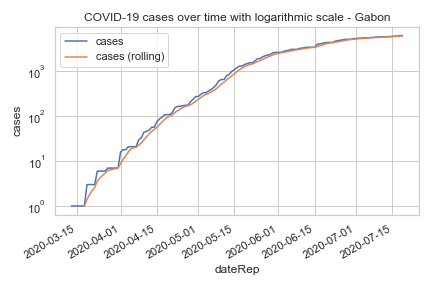 COVID-19 cases over time with logarithmic scale - Gabon
cases
cases (rolling)
10³
10²
10¹
10⁰
cases
2020-03-15
2020-04-01
2020-04-15
2020-05-01
2020-05-15
2020-06-01
2020-06-15
2020-07-01
2020-07-15
dateRep